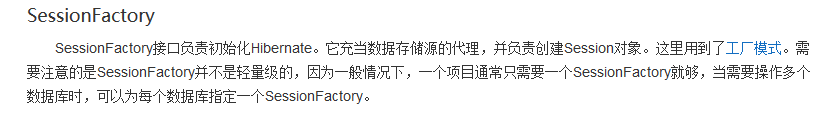 SessionFactory
SessionFactory接口负责初始化Hibernate。它充当数据存储源的代理，并负责创建Session对象。这里用到了工厂模式。需
要注意的是SessionFactory并不是轻量级的，因为一般情况下，一个项目通常只需要一个SessionFactory就够，当需要操作多个
数据库时，可以为每个数据库指定一个SessionFactory。